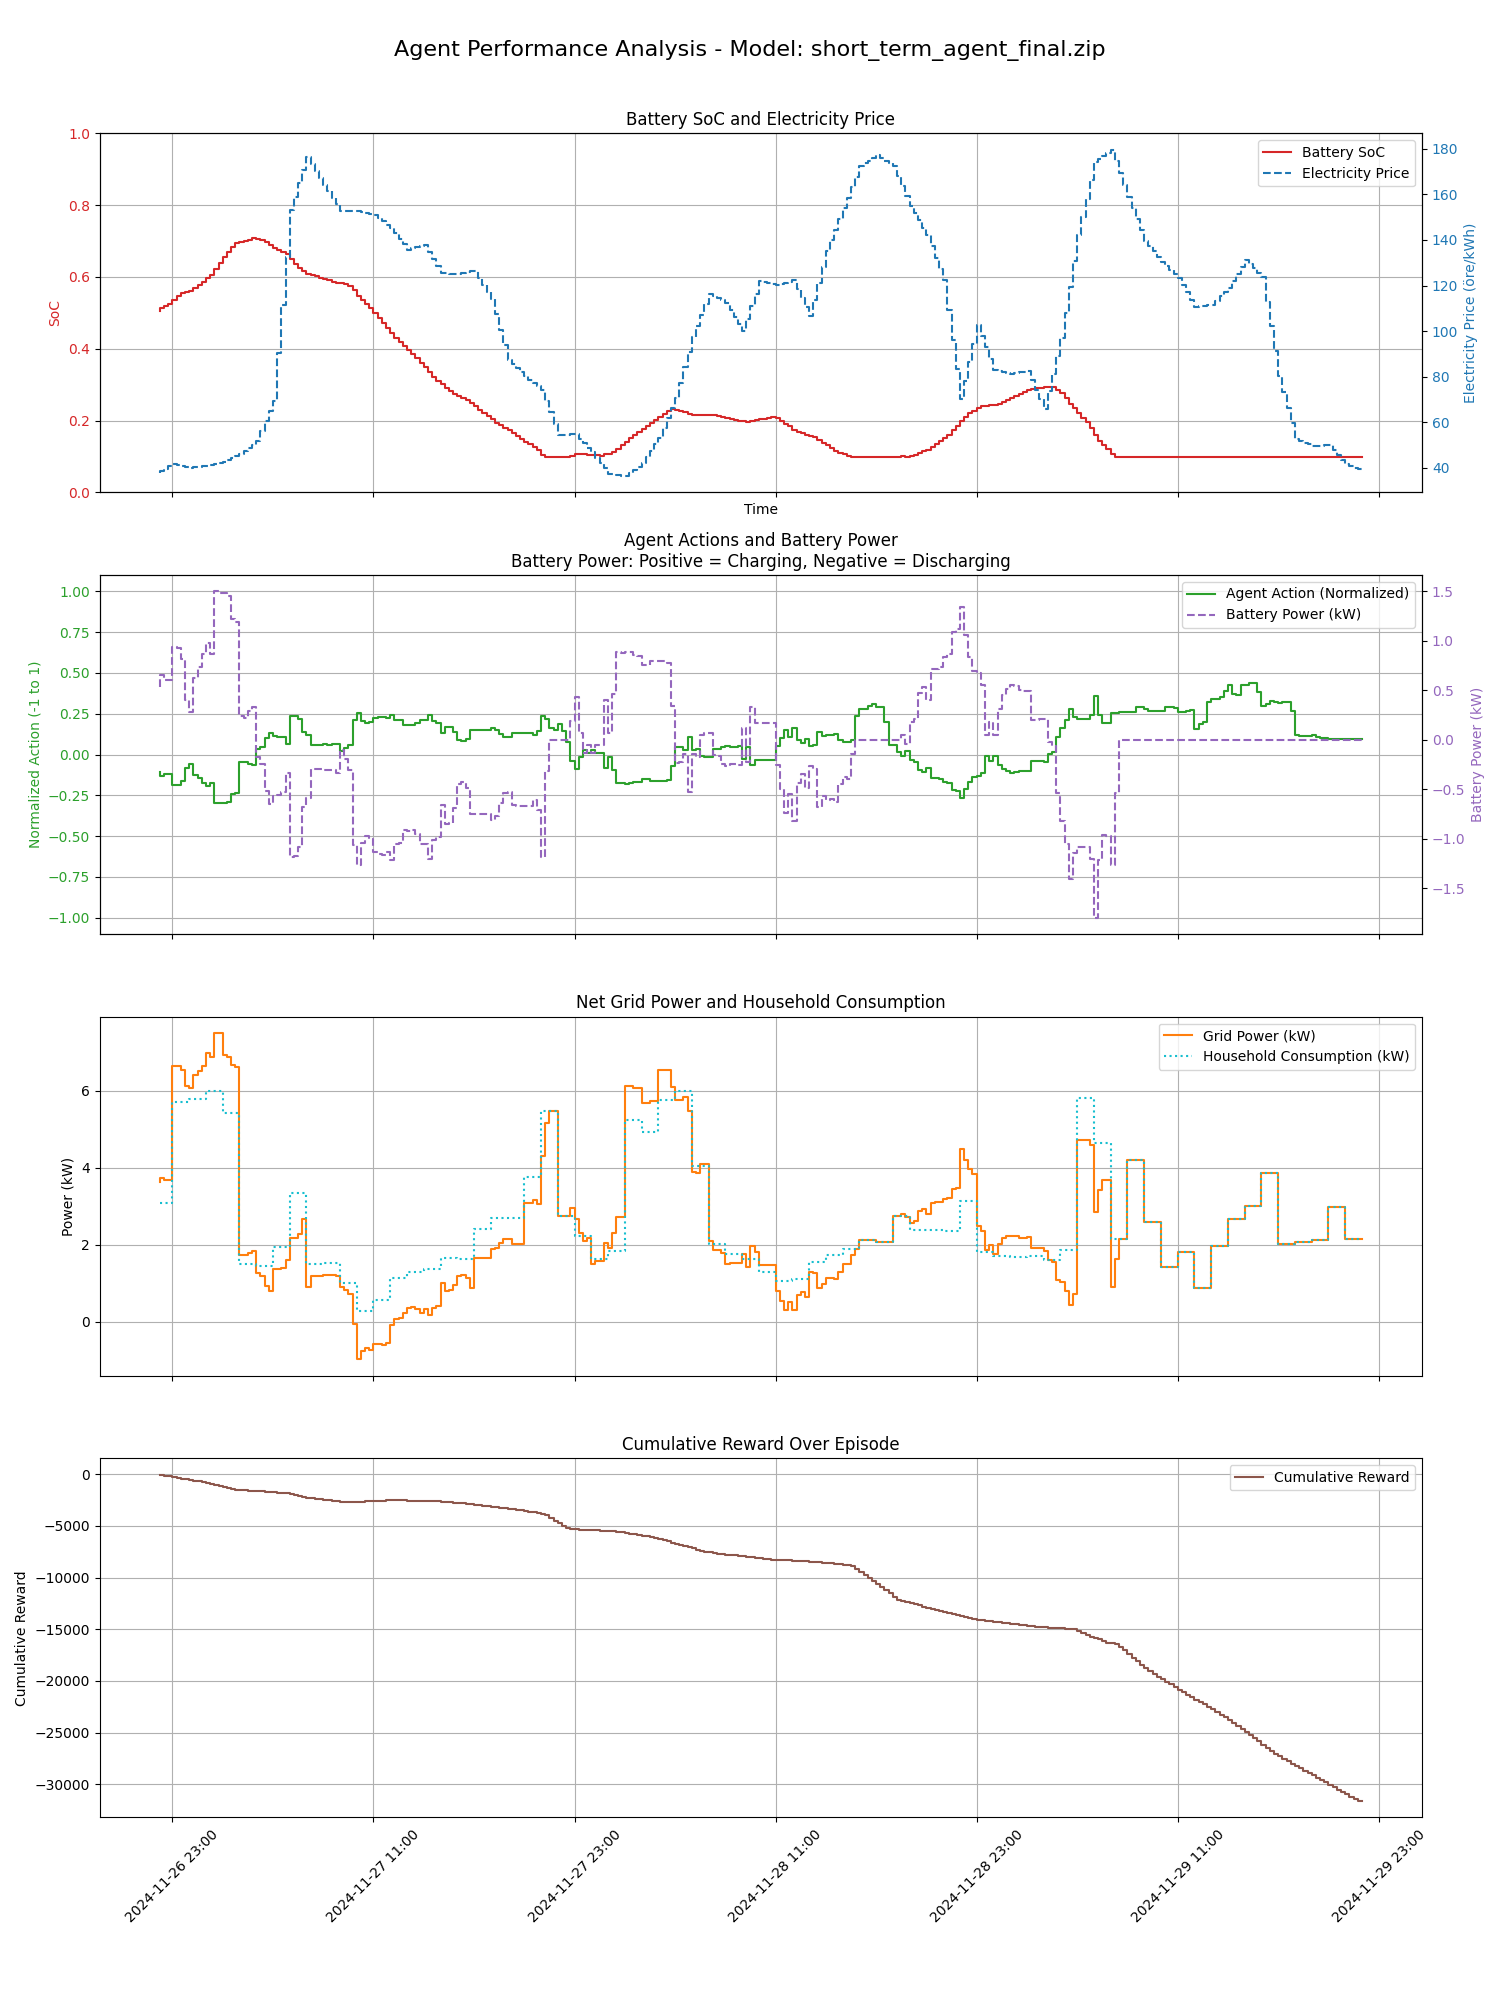 Agent Performance Analysis - Model: short_term_agent_final.zip
Battery SoC and Electricity Price
1.0
0.8
0.6
0.4
0.2
0.0
SoC
Battery SoC
Electricity Price
180
160
140
120
100
80
60
40
Electricity Price (öre/kWh)
Time
Agent Actions and Battery Power
Battery Power: Positive = Charging, Negative = Discharging
1.00
0.75
0.50
0.25
0.00
−0.25
−0.50
−0.75
−1.00
Normalized Action (-1 to 1)
Agent Action (Normalized)
Battery Power (kW)
1.5
1.0
0.5
0.0
−0.5
−1.0
−1.5
Battery Power (kW)
Net Grid Power and Household Consumption
6
4
2
0
Power (kW)
Grid Power (kW)
Household Consumption (kW)
Cumulative Reward Over Episode
0
−5000
−10000
−15000
−20000
−25000
−30000
Cumulative Reward
Cumulative Reward
2024-11-26 23:00
2024-11-27 11:00
2024-11-27 23:00
2024-11-28 11:00
2024-11-28 23:00
2024-11-29 11:00
2024-11-29 23:00